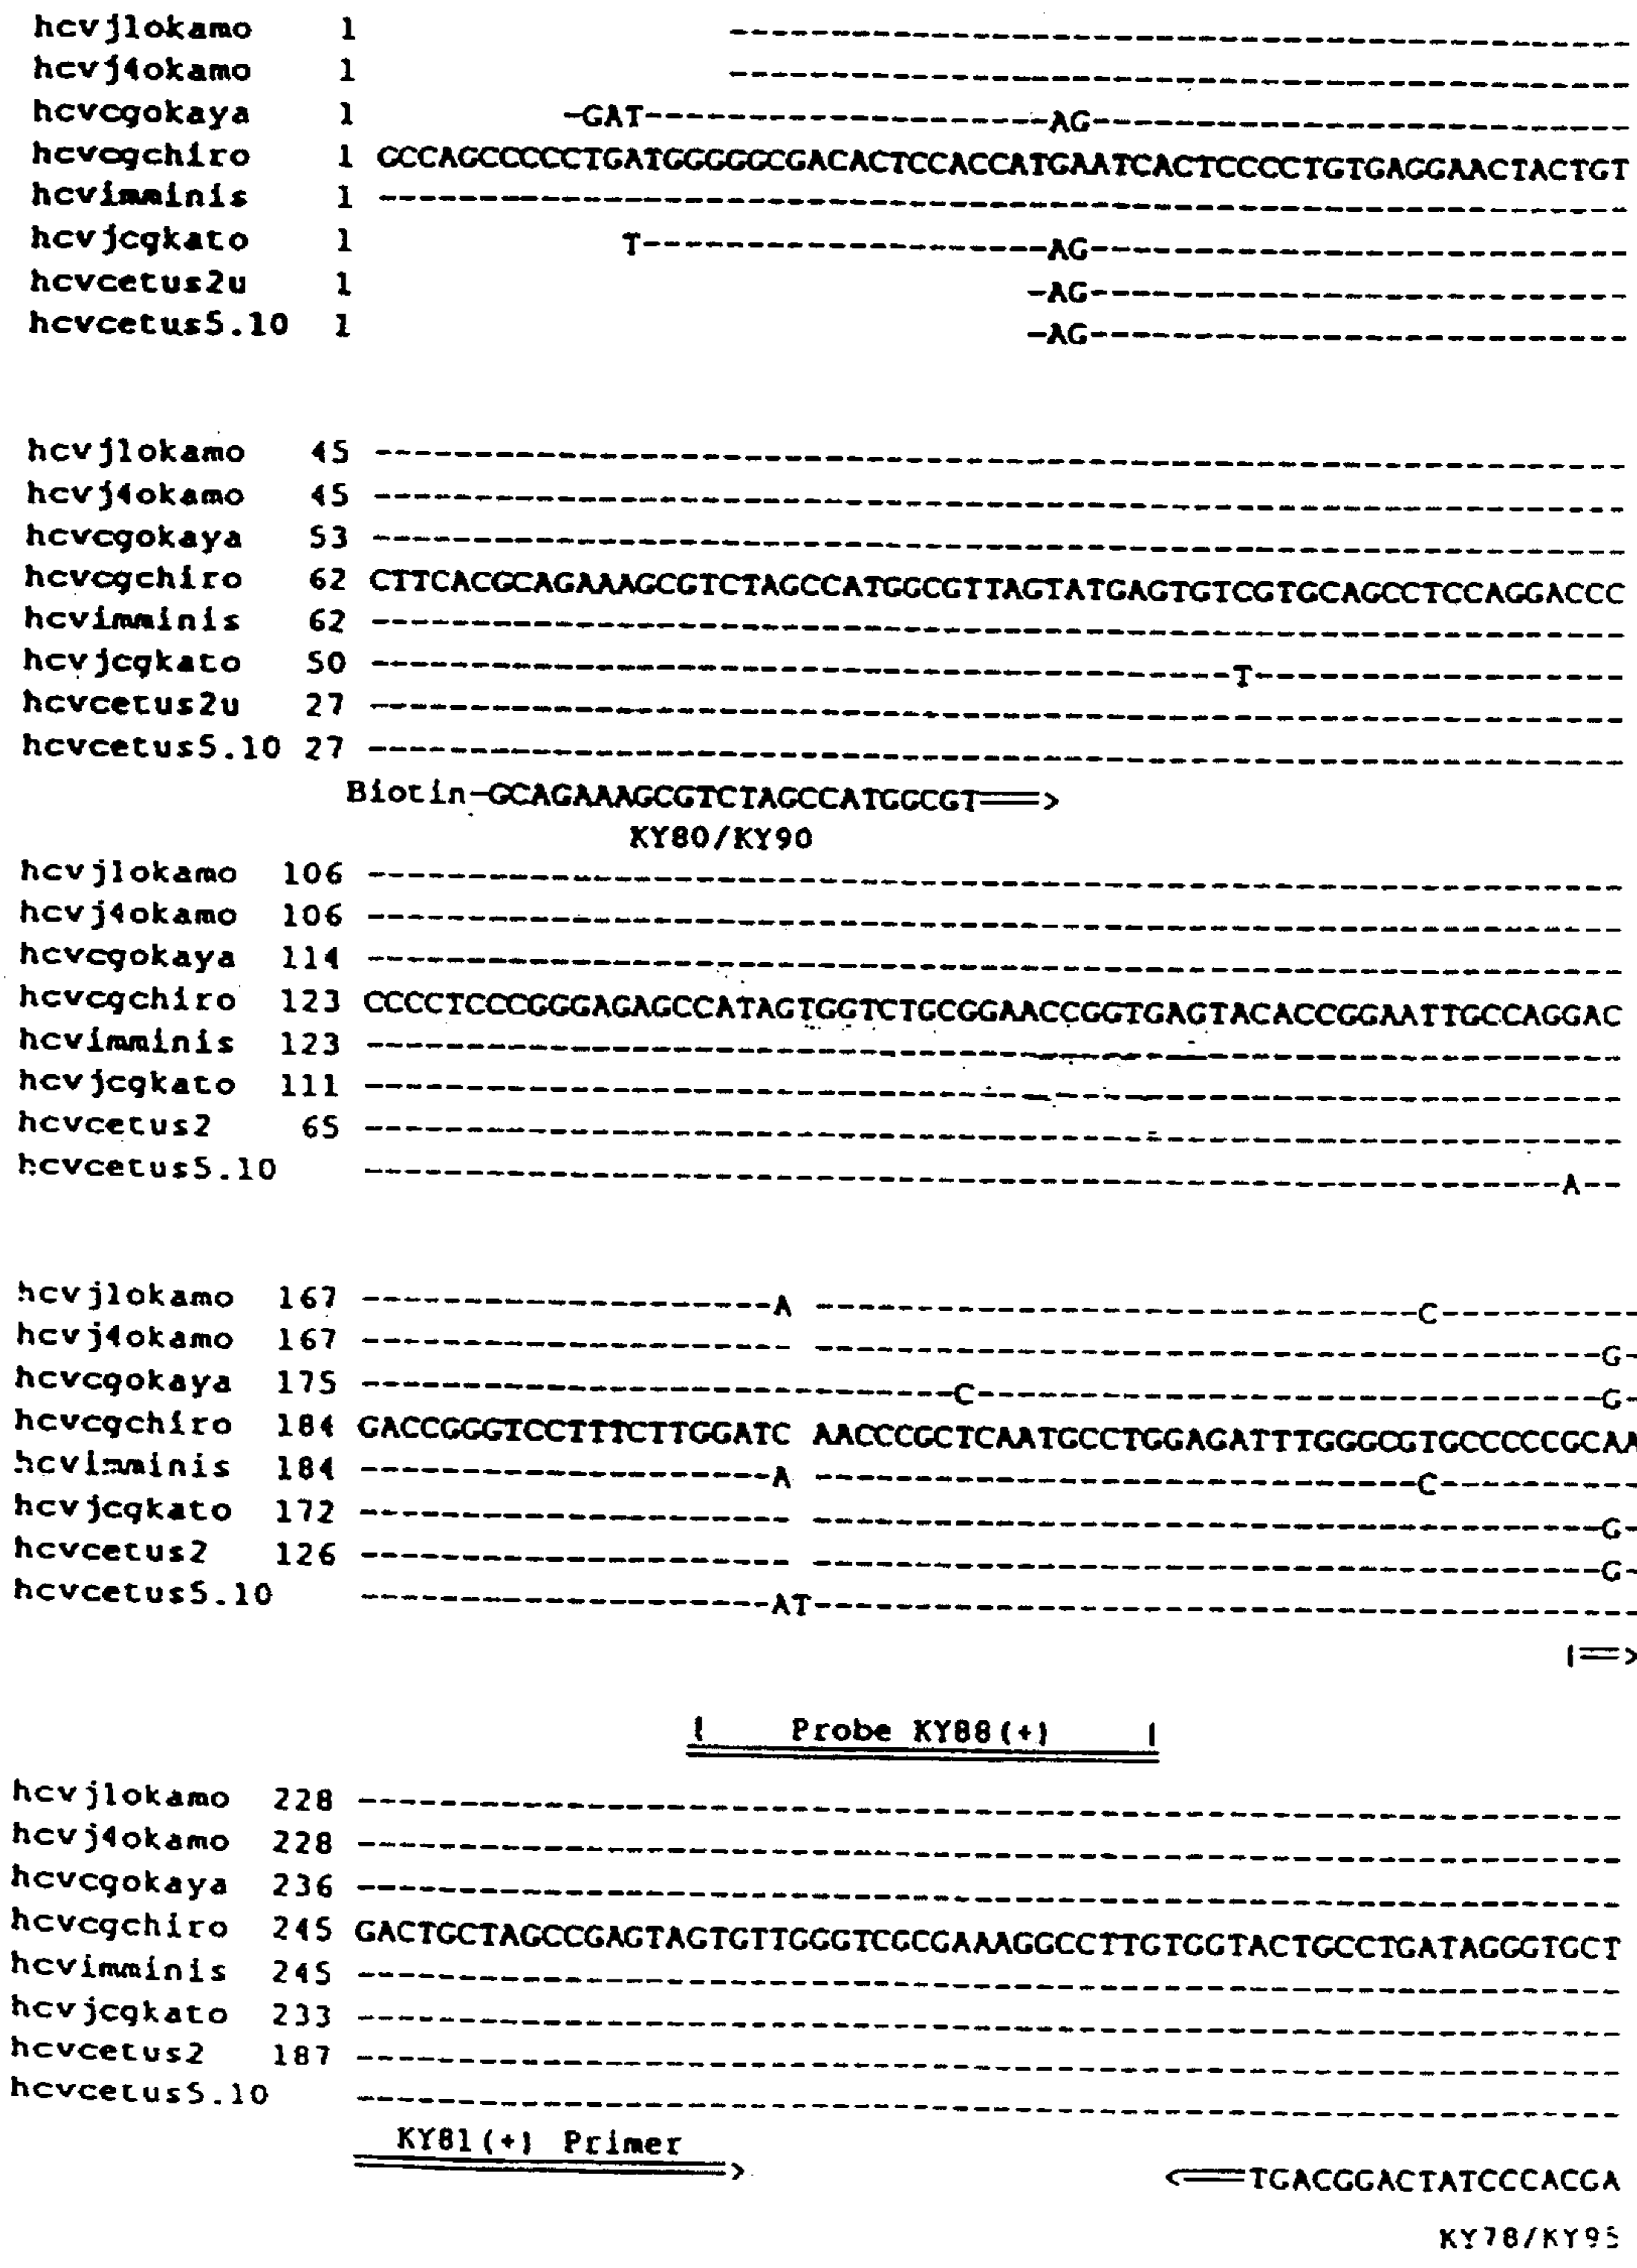 hcvjlokamo 1 ---------------------------------------------
hcvj4okamo 1 ---------------------------------------------
hcvcgokaya 1 -GAT--------------------AG---------------------------
hcvcgchiro 1 GCCAGCCCCCTGATGGGGGCGACACTCCACCATGAATCACTCCCCTGTGAGGAACTACTGT
hcvimminis 1 -------------------------------------------------------------
hcvjcgkato 1 T--------------------AG---------------------------
hcvcetus2u 1 -AG---------------------------
hcvcetus5.10 1 -AG---------------------------
hcvjlokamo 45 -------------------------------------------------------------
hcvj4okamo 45 -------------------------------------------------------------
hcvcgokaya 53 -------------------------------------------------------------
hcvcgchiro 62 CTTCACGCAGAAAGCGTCTAGCCATGGCGTTAGTATGAGTGTCGTGCAGCCTCCAGGACCC
hcvimminis 62 -------------------------------------------------------------
hcvjcgkato 50 ------------------------------------------T------------------
hcvcetus2u 27 -------------------------------------------------------------
hcvcetus5.10 27 -------------------------------------------------------------
Biotin-GCAGAAAGCGTCTAGCCATGGCGT==>
KY80/KY90
hcvjlokamo 106 -------------------------------------------------------------
hcvj4okamo 106 -------------------------------------------------------------
hcvcgokaya 114 -------------------------------------------------------------
hcvcgchiro 123 CCCCTCCCGGGAGAGCCATAGTGGTCTGCGGAACCGGTGAGTACACCGGAATTGCCAGGAC
hcvimminis 123 -------------------------------------------------------------
hcvjcgkato 111 -------------------------------------------------------------
hcvcetus2 65 -------------------------------------------------------------
hcvcetus5.10 ----------------------------------------------------------A--
hcvjlokamo 167 --------------------A ------------------------------C---------
hcvj4okamo 167 --------------------- ---------------------------------------G-
hcvcgokaya 175 -----------------------------C-------------------------------G-
hcvcgchiro 184 GACCGGGTCCTTTCTTGGATC AACCCGCTCAATGCCTGGAGATTTGGGCGTGCCCCCGCAA
hcvimminis 184 --------------------A ------------------------------C---------
hcvjcgkato 172 --------------------- ---------------------------------------G-
hcvcetus2 126 --------------------- ---------------------------------------G-
hcvcetus5.10 --------------------AT----------------------------------------
|==>
| Probe KY88(+) |
hcvjlokamo 228 -------------------------------------------------------------
hcvj4okamo 228 -------------------------------------------------------------
hcvcgokaya 236 -------------------------------------------------------------
hcvcgchiro 245 GACTGCTAGCCGAGTAGTGTTGGGTCGCGAAAGGCCTTGTGGTACTGCCTGATAGGGTGCT
hcvimminis 245 -------------------------------------------------------------
hcvjcgkato 233 -------------------------------------------------------------
hcvcetus2 187 -------------------------------------------------------------
hcvcetus5.10 -------------------------------------------------------------
KY81(+) Primer >
<==TGACGGACTATCCCACGA
KY78/KY95